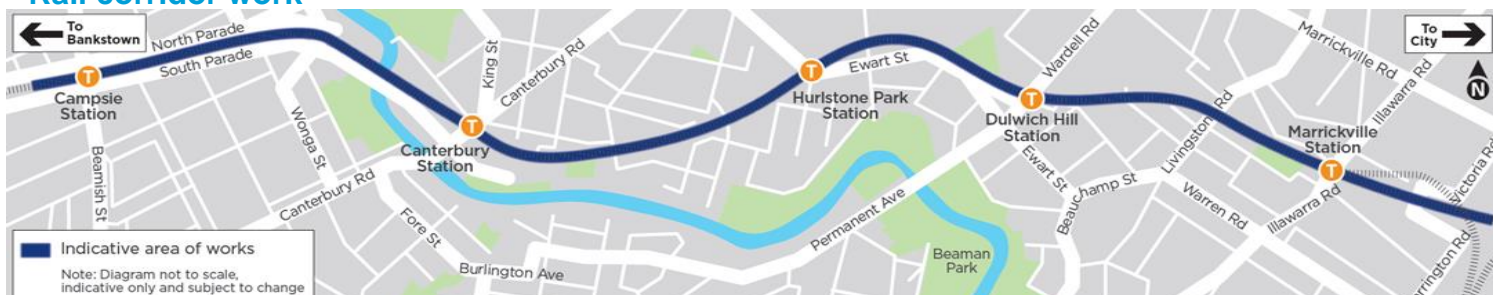 Rail corridor work
To
Bankstown
North Parade
South Parade
Campsie
Station
Beamish St
Wonga St
Canterbury Rd
King St
Canterbury Rd
Canterbury
Station
Fore St
Burlington Ave
Hurlstone Park
Station
Ewart St
Wardell Rd
Dulwich Hill
Station
Ewart St
Permanent Ave
Beaman
Park
Beauchamp St
Livingston Rd
Warren Rd
Marrickville Rd
Illawarra Rd
Marrickville
Station
Illawarra Rd
Victoria Rd
To
City
N
T
T
T
T
T
Indicative area of works
Note: Diagram not to scale,
indicative only and subject to change